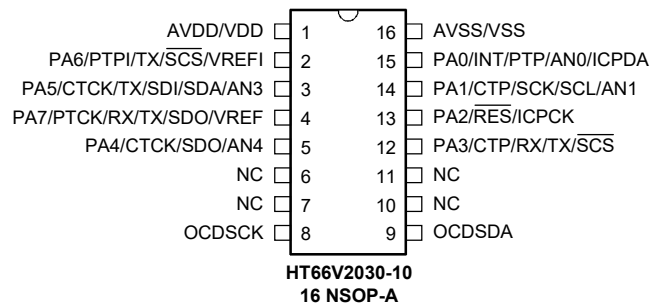 AVDD/VDD 1 16 AVSS/VSS
PA6/PTPI/TX/S̅C̅S̅/VREFI 2 15 PA0/INT/PTP/AN0/ICPDA
PA5/CTCK/TX/SDI/SDA/AN3 3 14 PA1/CTP/SCK/SCL/AN1
PA7/PTCK/RX/TX/SDO/VREF 4 13 PA2/R̅E̅S̅/ICPCK
PA4/CTCK/SDO/AN4 5 12 PA3/CTP/RX/TX/S̅C̅S̅
NC 6 11 NC
NC 7 10 NC
OCDSCK 8 9 OCDSDA
HT66V2030-10
16 NSOP-A